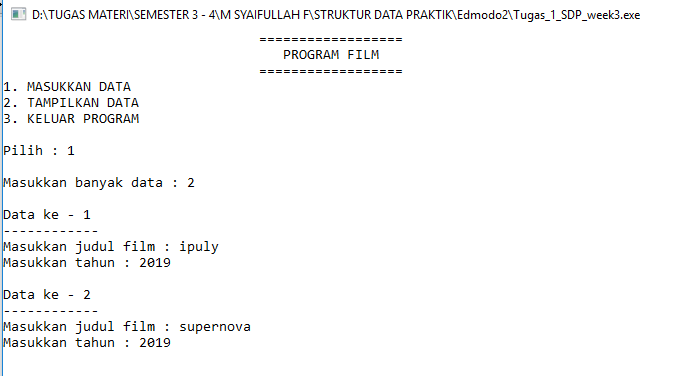 D:\TUGAS MATERI\SEMESTER 3 - 4\M SYAIFULLAH F\STRUKTUR DATA PRAKTIK\Edmodo2\Tugas_1_SDP_week3.exe
==================
PROGRAM FILM
==================
1. MASUKKAN DATA
2. TAMPILKAN DATA
3. KELUAR PROGRAM
Pilih : 1
Masukkan banyak data : 2
Data ke - 1
------------
Masukkan judul film : ipuly
Masukkan tahun : 2019
Data ke - 2
------------
Masukkan judul film : supernova
Masukkan tahun : 2019